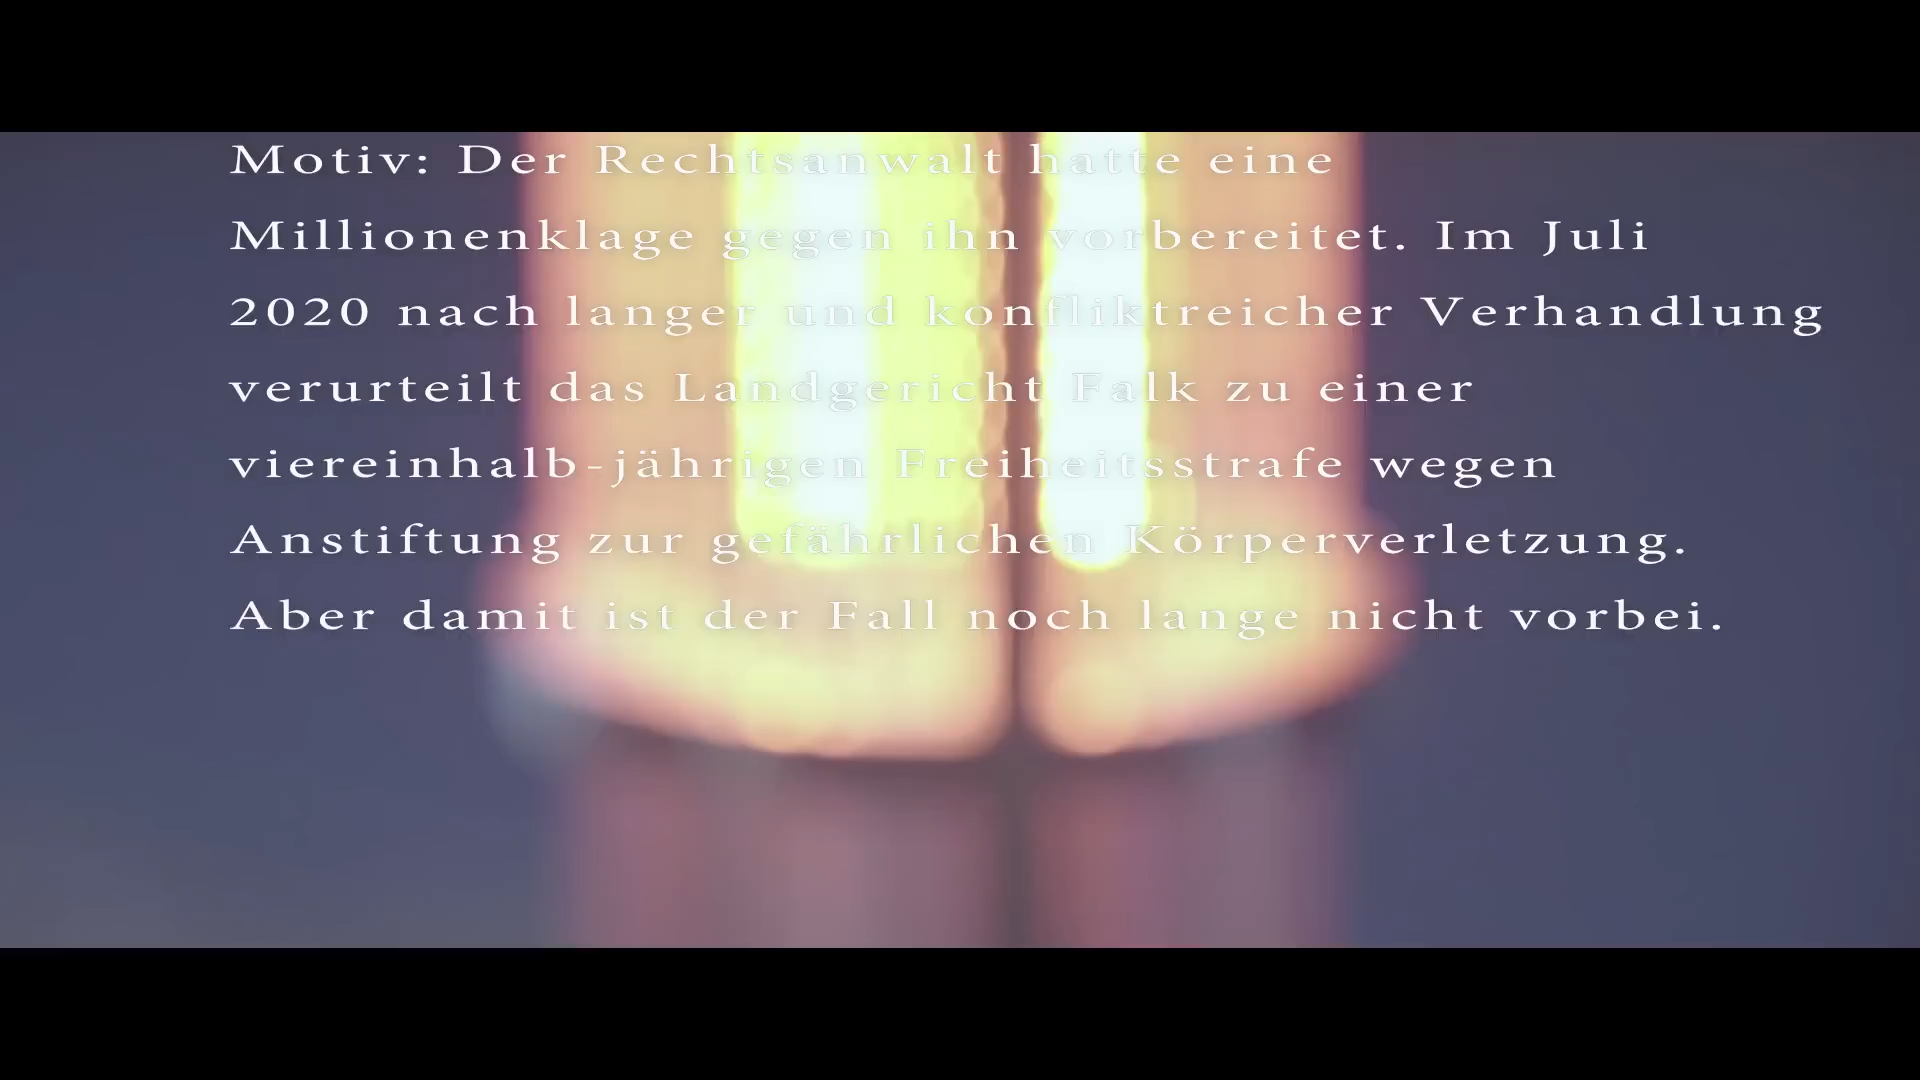 Motiv: Der Rechtsanwalt hatte eine
Millionenklage gegen ihn vorbereitet. Im Juli
2020 nach langer und konfliktreicher Verhandlung
verurteilt das Landgericht Falk zu einer
viereinhalb-jährigen Freiheitsstrafe wegen
Anstiftung zur gefährlichen Körperverletzung.
Aber damit ist der Fall noch lange nicht vorbei.